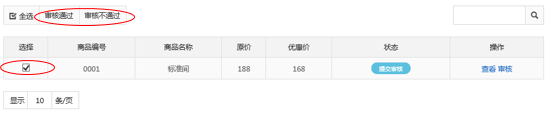 全选 审核通过 审核不通过
选择 商品编号 商品名称 原价 优惠价 状态 操作
0001 标准间 188 168 提交审核 查看 审核
显示 10 条/页